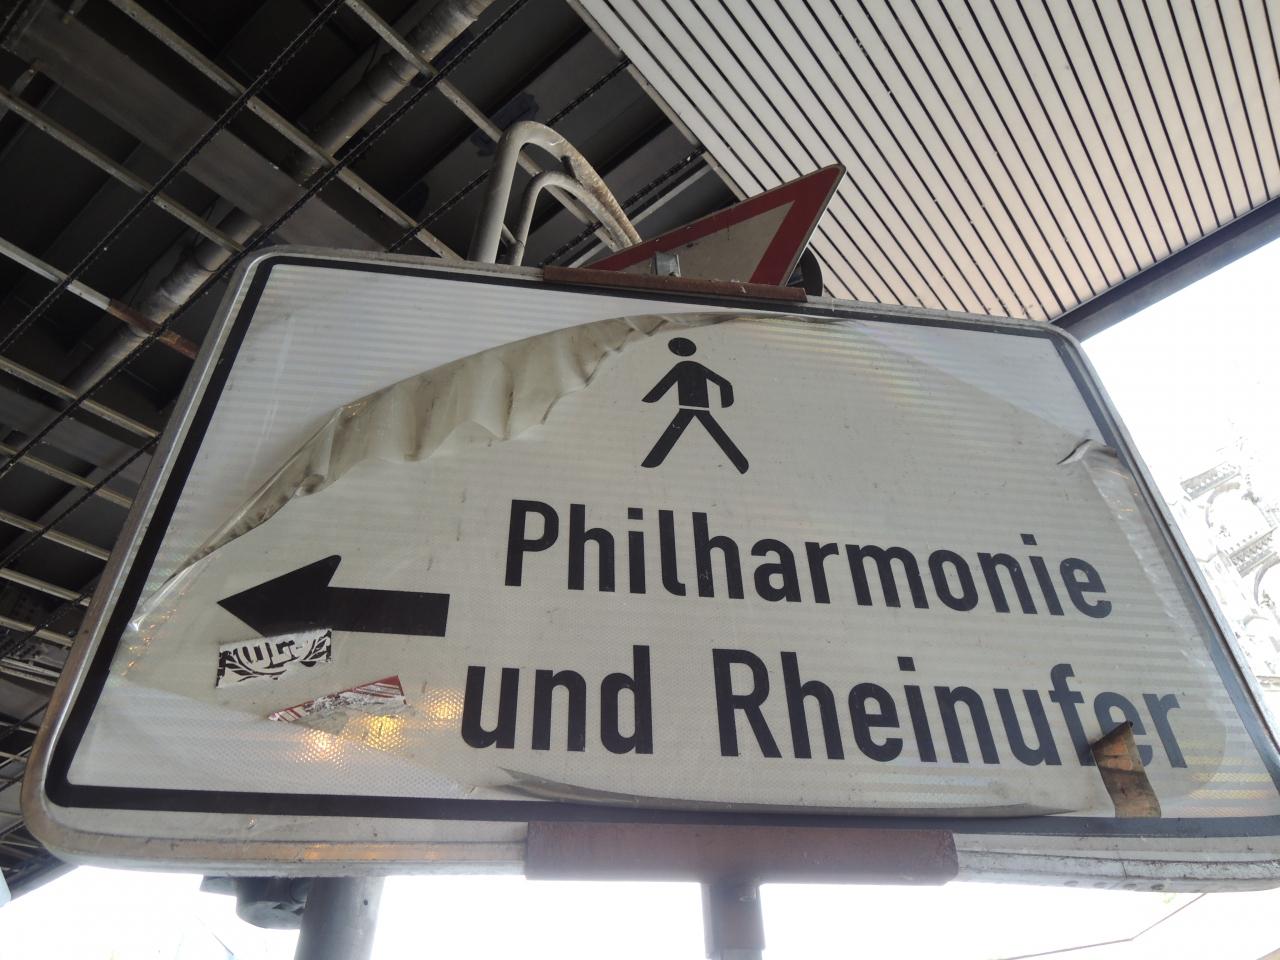 Philharmonie
und Rheinufer